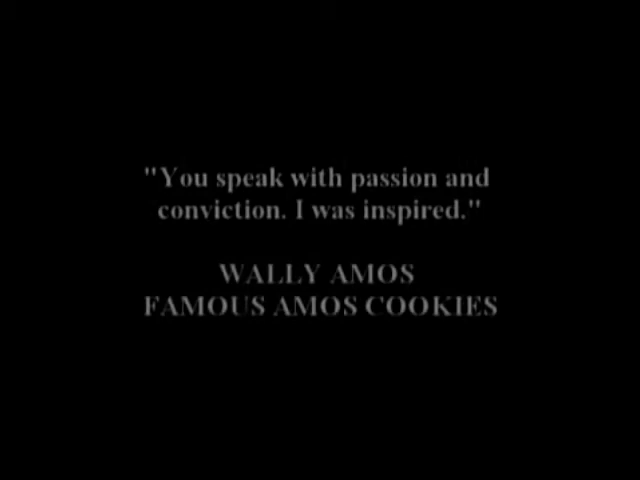 "You speak with passion and
conviction. I was inspired."
WALLY AMOS
FAMOUS AMOS COOKIES